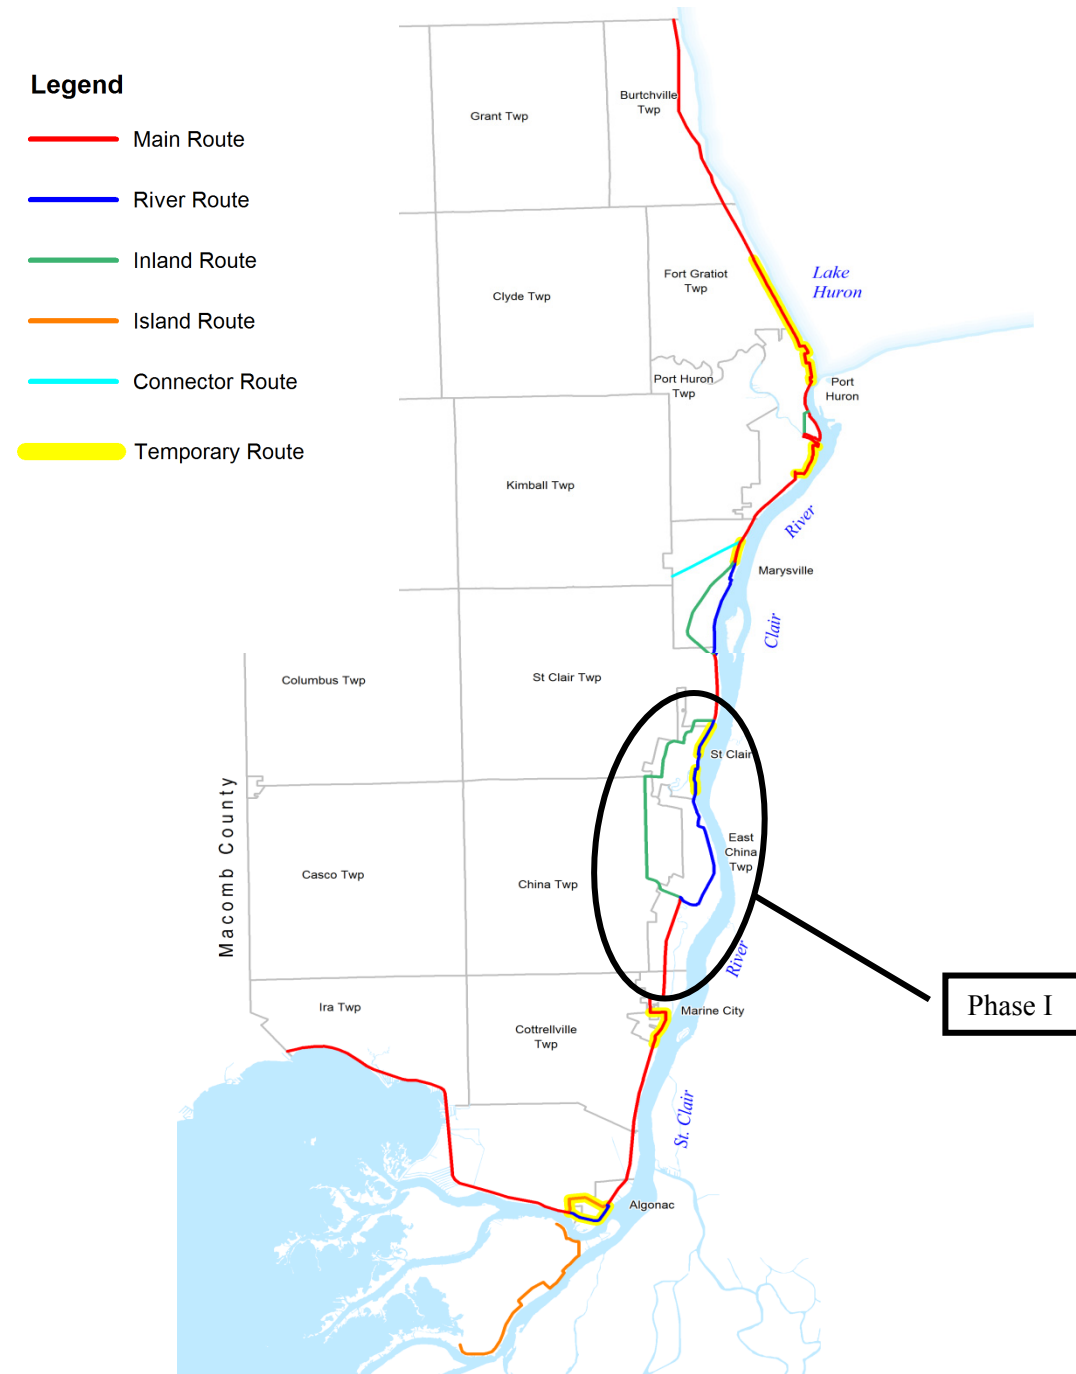 Legend
Main Route
River Route
Inland Route
Island Route
Connector Route
Temporary Route
Burtchville
Twp
Grant Twp
Fort Gratiot
Twp
Lake
Huron
Clyde Twp
Port Huron
Twp
Port
Huron
Kimball Twp
River
Marysville
Clair
St Clair Twp
Columbus Twp
St Clair
Macomb County
East
China
Twp
Casco Twp
China Twp
River
Phase I
Ira Twp
Marine City
Cottrellville
Twp
St. Clair
Algonac